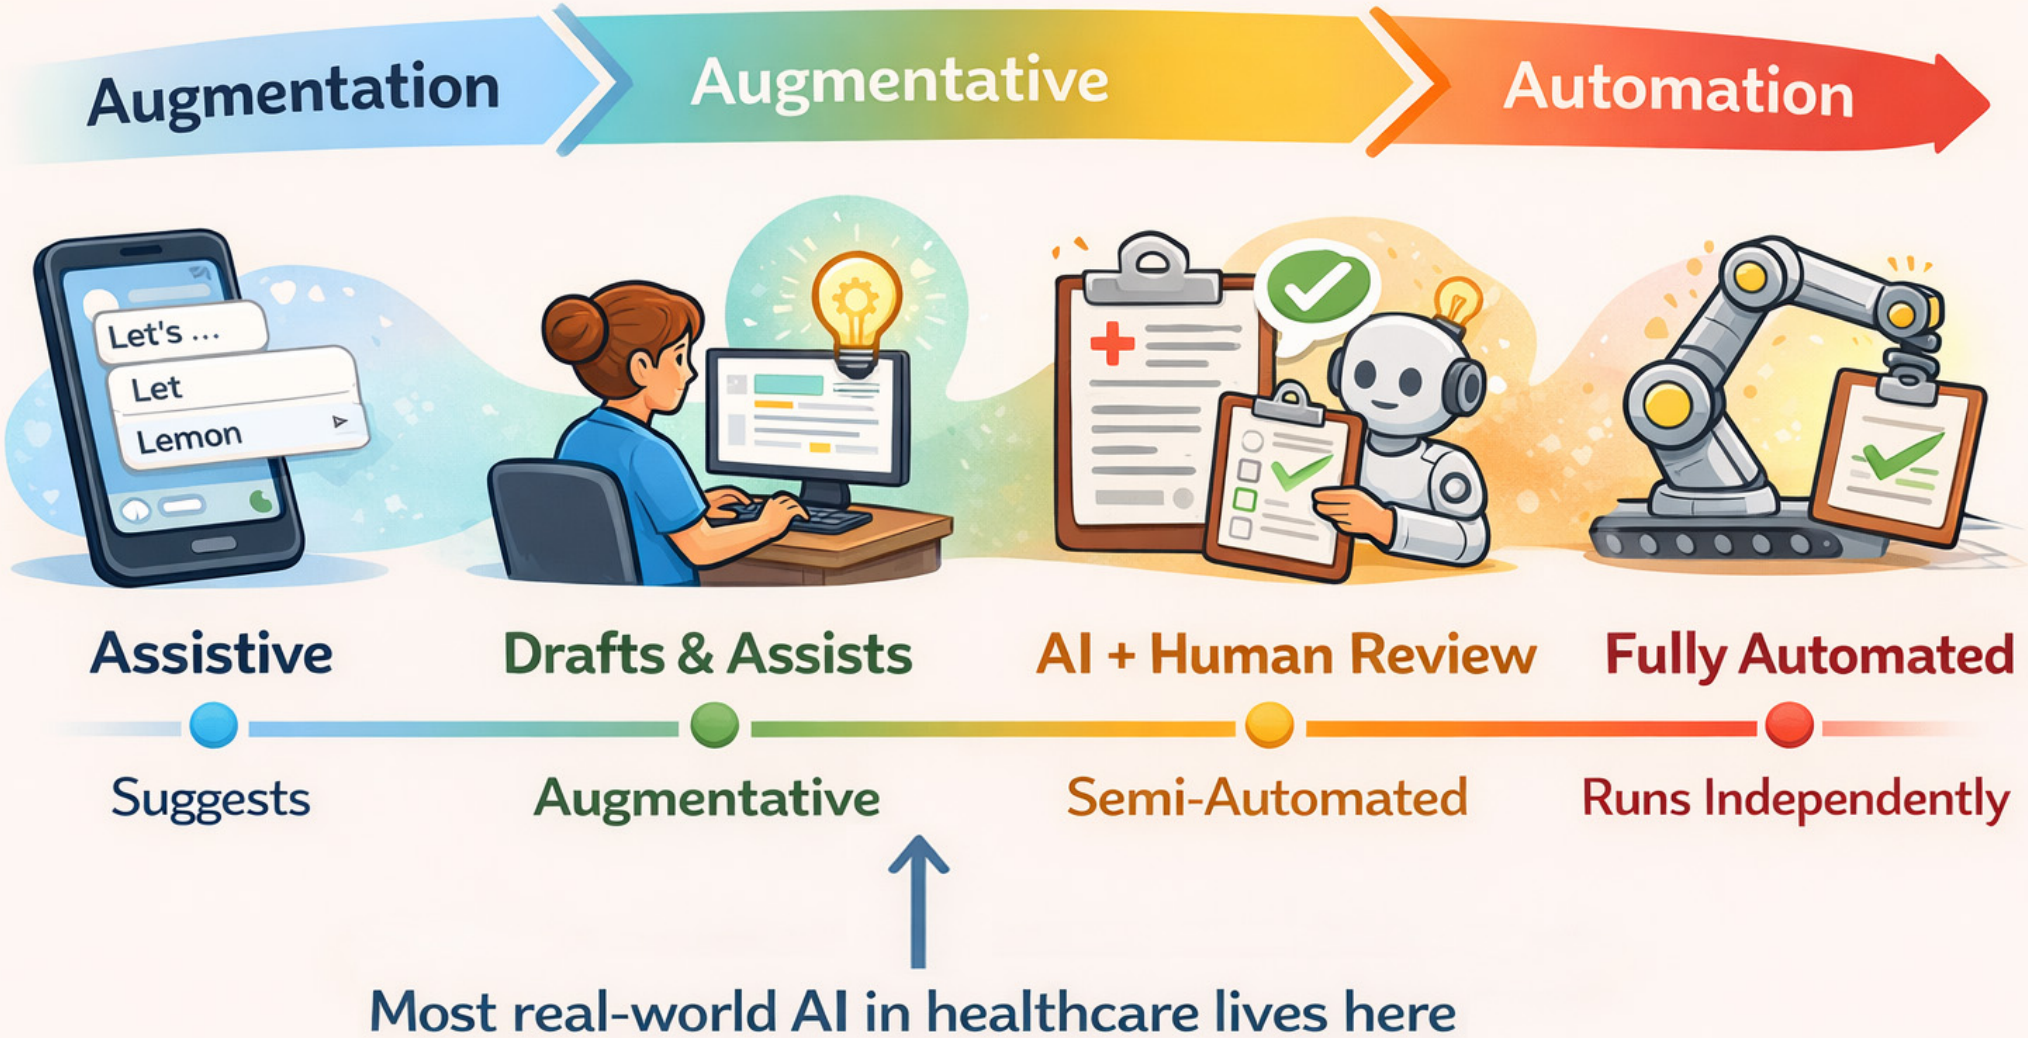 Augmentation
Augmentative
Automation
Let's ...
Let
Lemon
Assistive
Drafts & Assists
AI + Human Review
Fully Automated
Suggests
Augmentative
Semi-Automated
Runs Independently
Most real-world AI in healthcare lives here